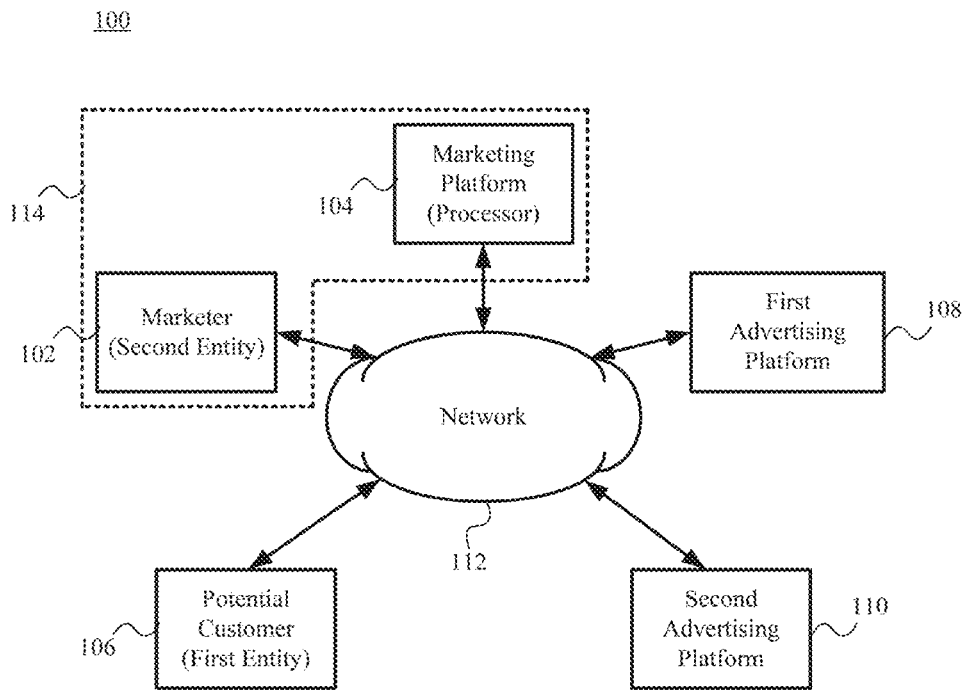 100
Marketing
Platform
(Processor)
104
114
Marketer
(Second Entity)
102
First
Advertising
Platform
108
Network
112
Potential
Customer
(First Entity)
106
Second
Advertising
Platform
110